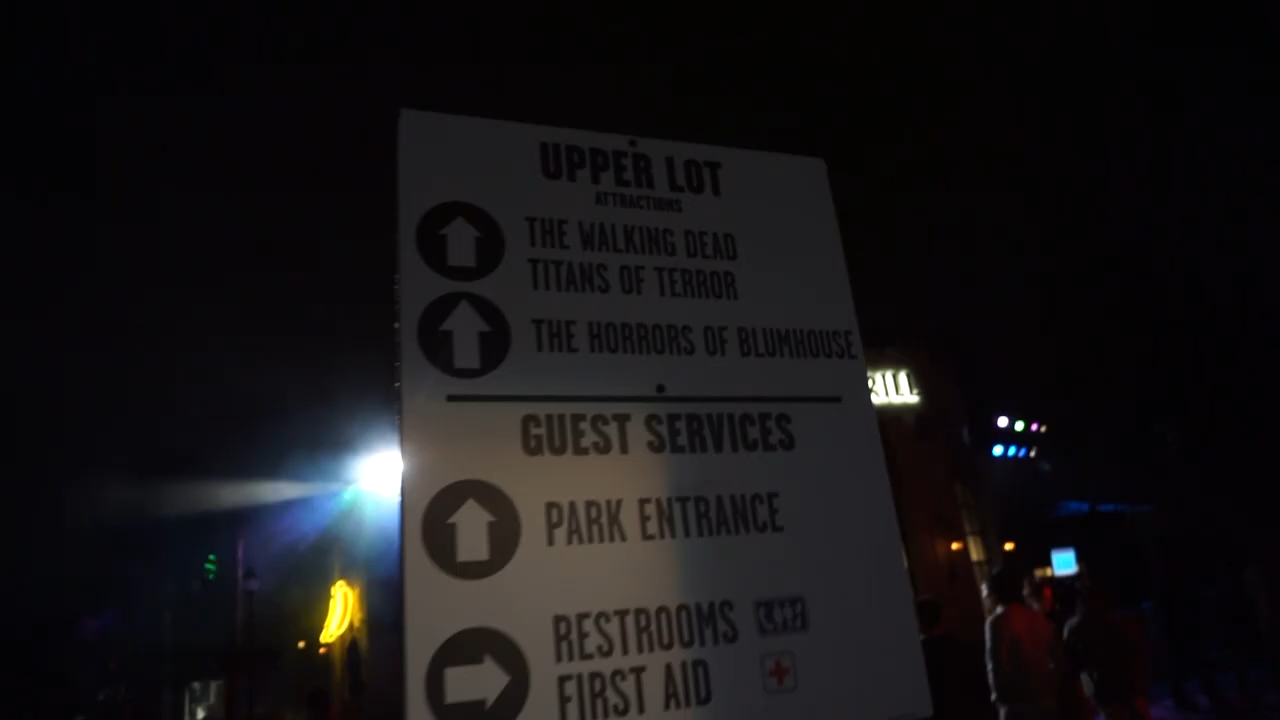 UPPER LOT
ATTRACTIONS
THE WALKING DEAD
TITANS OF TERROR
THE HORRORS OF BLUMHOUSE
GUEST SERVICES
PARK ENTRANCE
RESTROOMS
FIRST AID